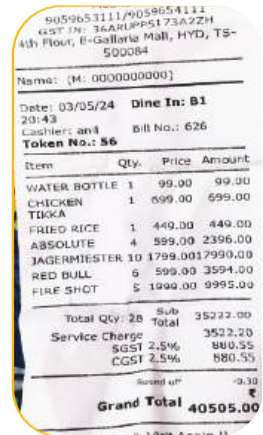 9059653111/9059654111
GST IN: 36ARUPP5173A2ZH
4th Flour, E-Gallaria Mall, HYD, TS-
500084
Name: (M: 0000000000)
Date: 03/05/24 Dine In: B1
20:43
Cashier: anil Bill No.: 626
Token No.: 56
Item Qty. Price Amount
WATER BOTTLE 1 99.00 99.00
CHICKEN 1 699.00 699.00
TIKKA
FRIED RICE 1 449.00 449.00
ABSOLUTE 4 599.00 2396.00
JAGERMIESTER 10 1799.00 17990.00
RED BULL 6 599.00 3594.00
FIRE SHOT 5 1999.00 9995.00
Total Qty: 28 Sub Total 35222.00
Service Charge 3522.20
SGST 2.5% 880.55
CGST 2.5% 880.55
Round off -0.30
Grand Total ₹ 40505.00